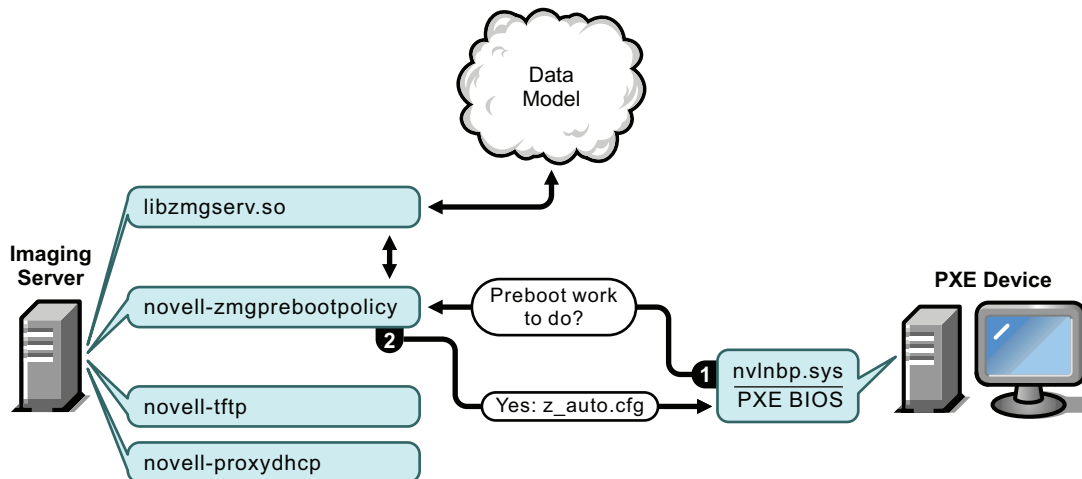 Data
Model
libzmgserv.so
Imaging
Server
PXE Device
novell-zmgprebootpolicy
Preboot work
to do?
2
1
nvlnbp.sys
PXE BIOS
novell-tftp
Yes: z_auto.cfg
novell-proxydhcp